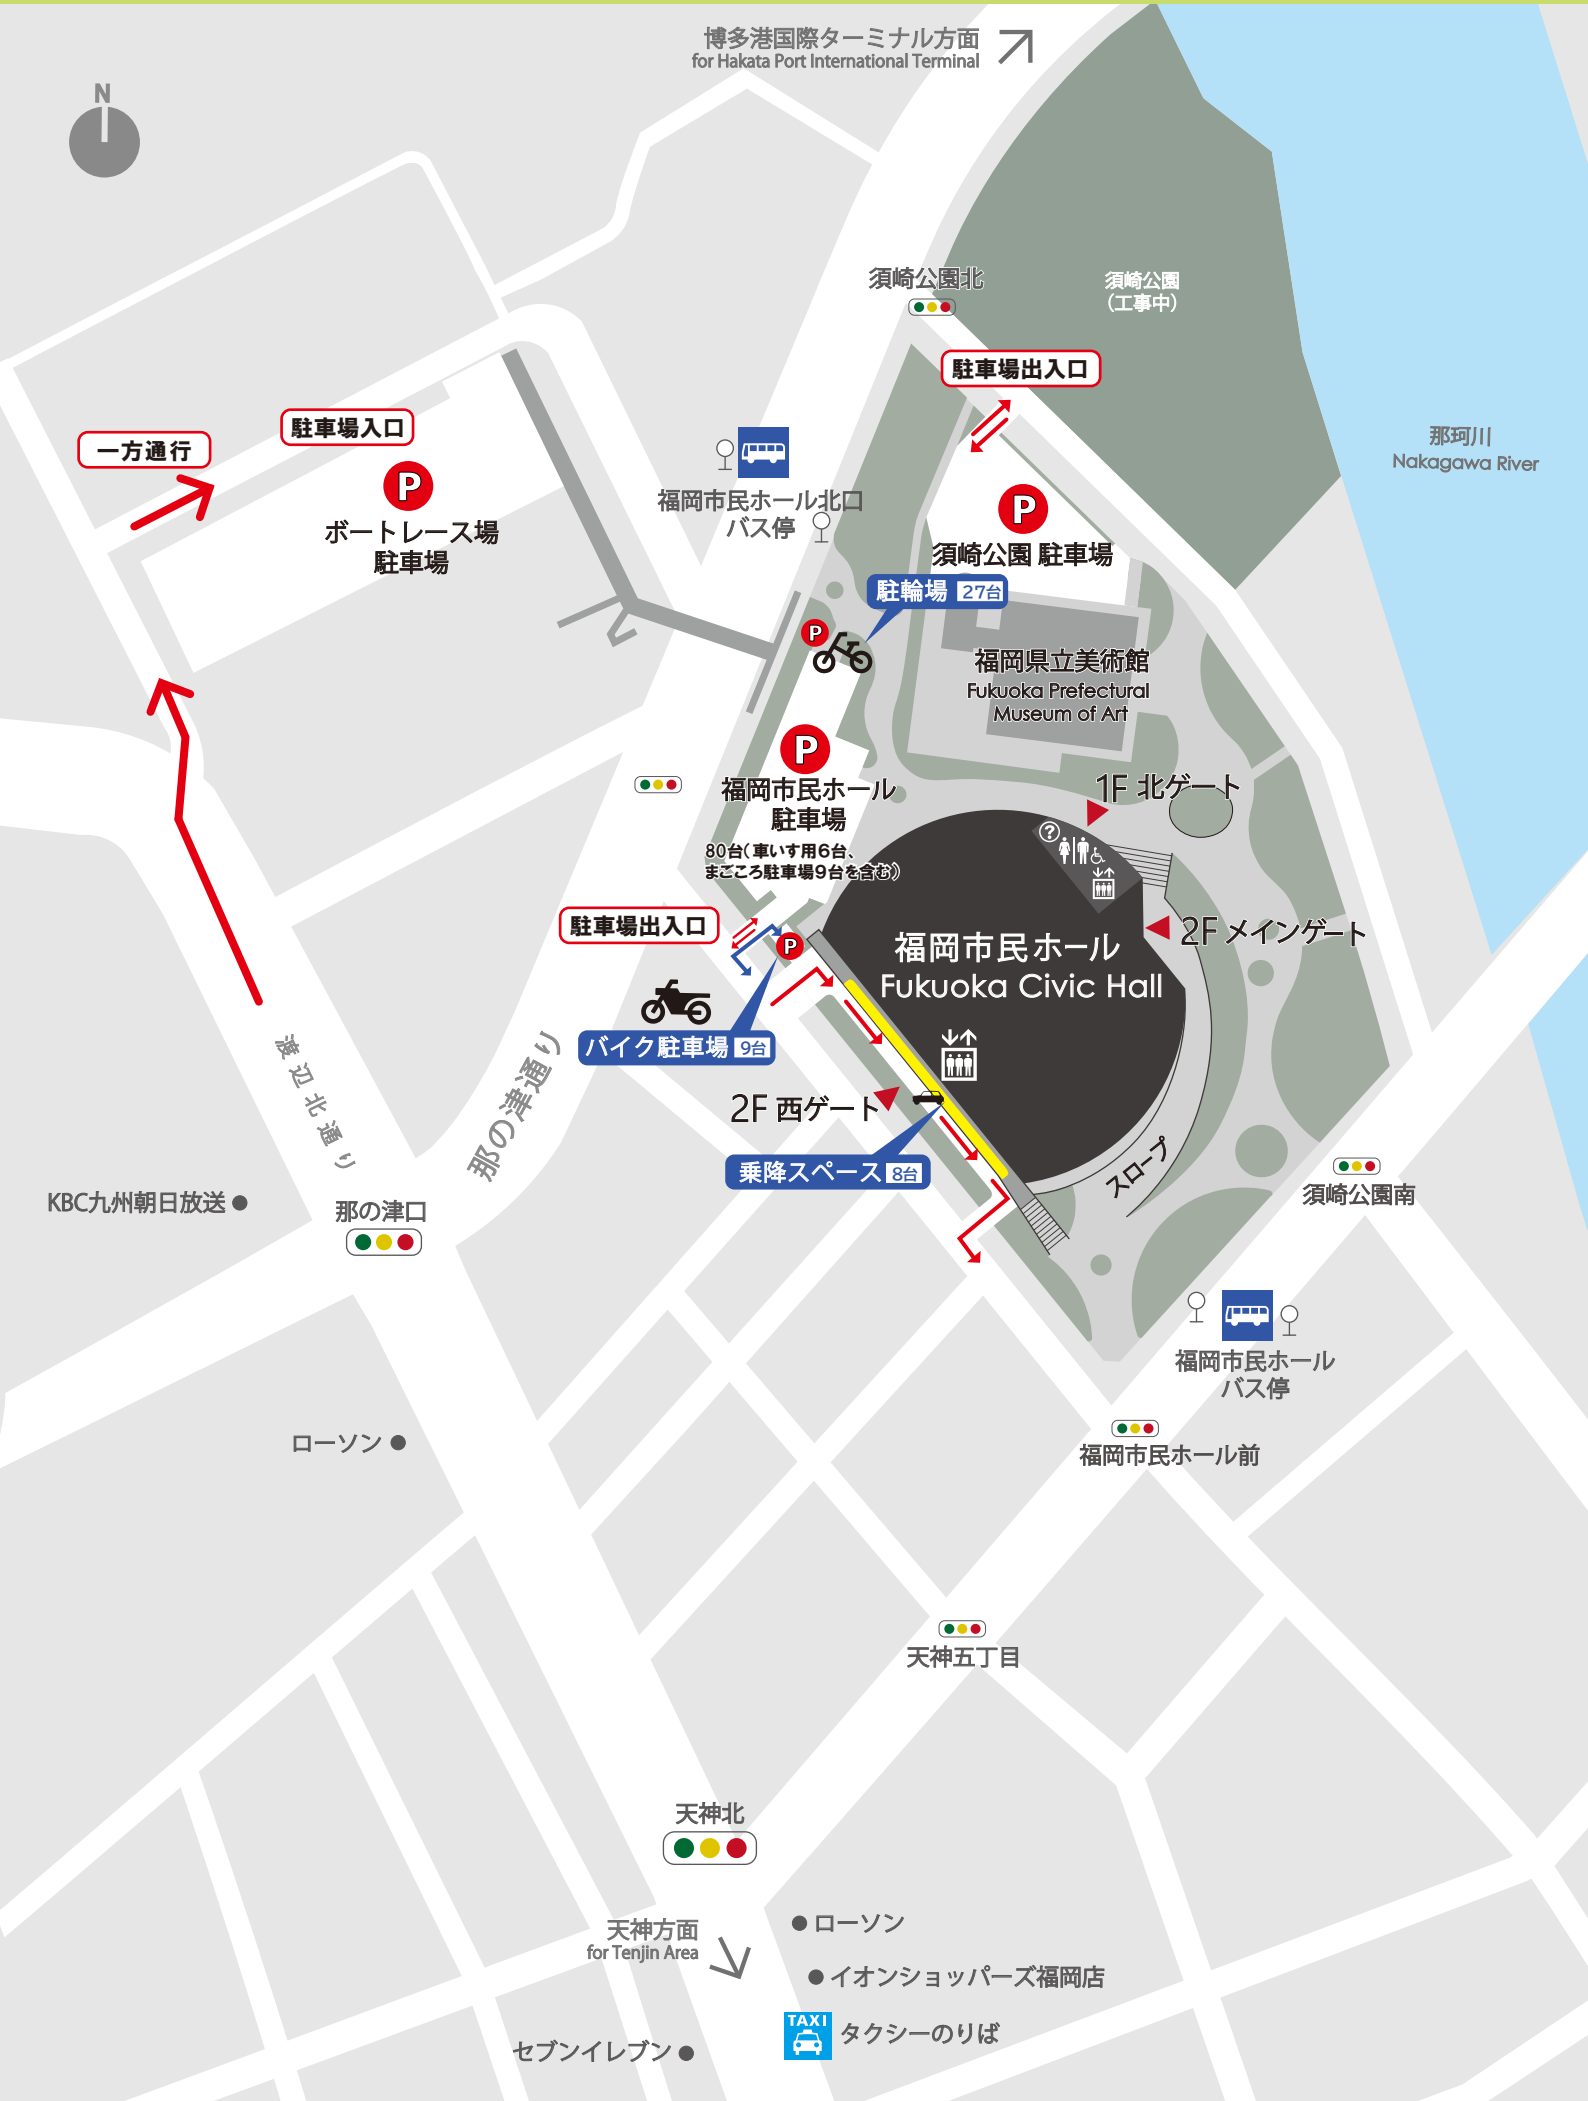 博多港国際ターミナル方面
for Hakata Port International Terminal
N
須崎公園北
須崎公園
（工事中）
駐車場出入口
駐車場入口
一方通行
P
ボートレース場
駐車場
福岡市民ホール北口
バス停
那珂川
Nakagawa River
P
須崎公園 駐車場
駐輪場 27台
P
福岡県立美術館
Fukuoka Prefectural
Museum of Art
P
福岡市民ホール
駐車場
80台（車いす用6台、
まごころ駐車場9台を含む）
1F 北ゲート
?
駐車場出入口
P
2F メインゲート
福岡市民ホール
Fukuoka Civic Hall
バイク駐車場 9台
渡辺北通り
那の津通り
2F 西ゲート
乗降スペース 8台
スロープ
KBC九州朝日放送
那の津口
須崎公園南
福岡市民ホール
バス停
ローソン
福岡市民ホール前
天神五丁目
天神北
天神方面
for Tenjin Area
ローソン
イオンショッパーズ福岡店
TAXI
タクシーのりば
セブンイレブン